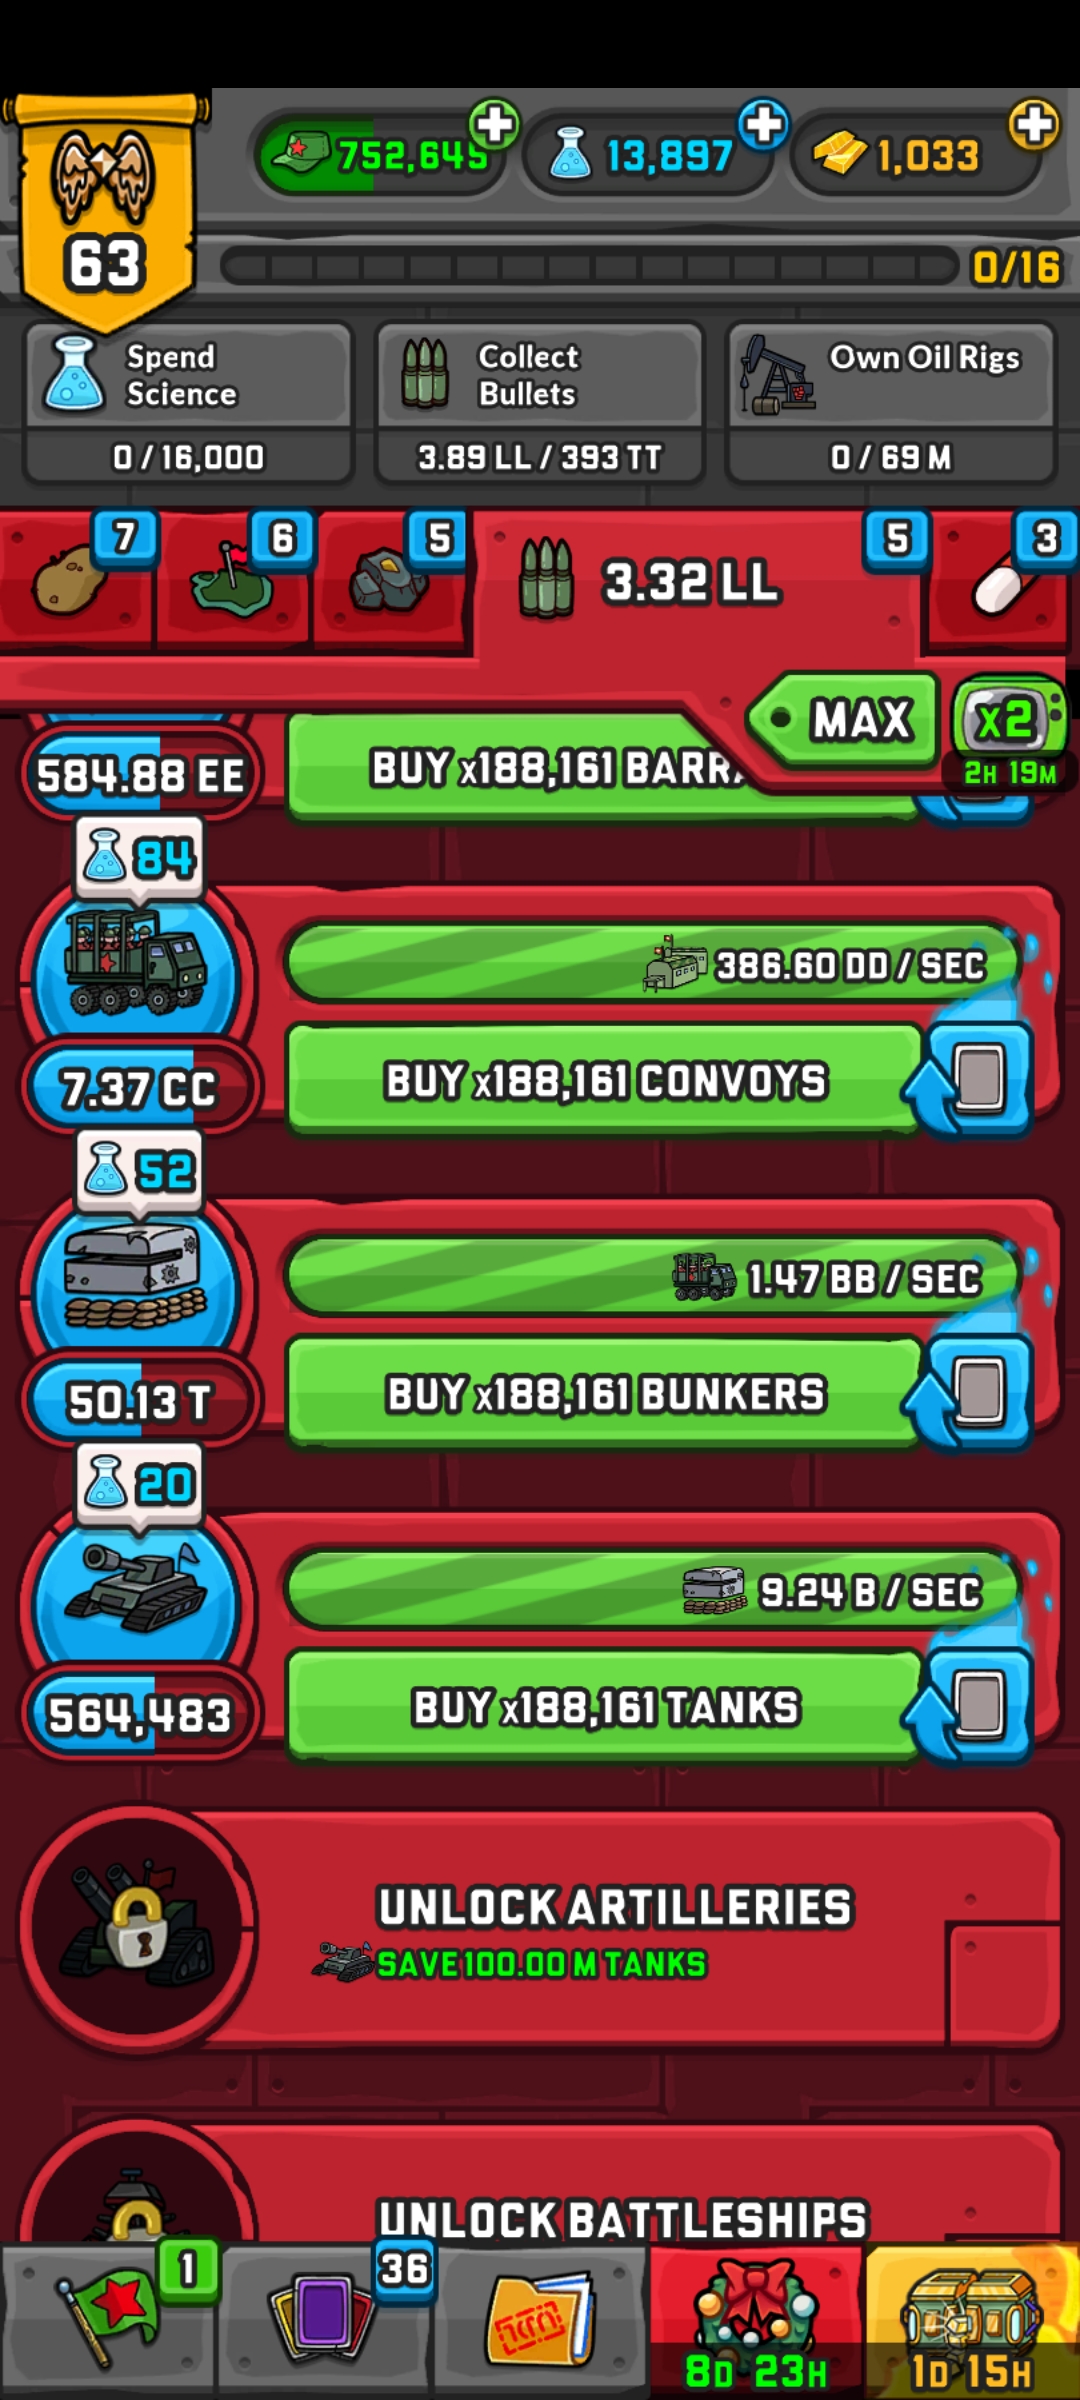 752,645
13,897
1,033
63
0/16
Spend
Science
0 / 16,000
Collect
Bullets
3.89 LL / 393 TT
Own Oil Rigs
0 / 69 M
7
6
5
3.32 LL
5
3
MAX
x2
2H 19M
584.88 EE
BUY x188,161 BARRA
84
386.60 DD / SEC
7.37 CC
BUY x188,161 CONVOYS
52
1.47 BB / SEC
50.13 T
BUY x188,161 BUNKERS
20
9.24 B / SEC
564,483
BUY x188,161 TANKS
UNLOCK ARTILLERIES
SAVE 100.00 M TANKS
UNLOCK BATTLESHIPS
1
36
8D 23H
1D 15H